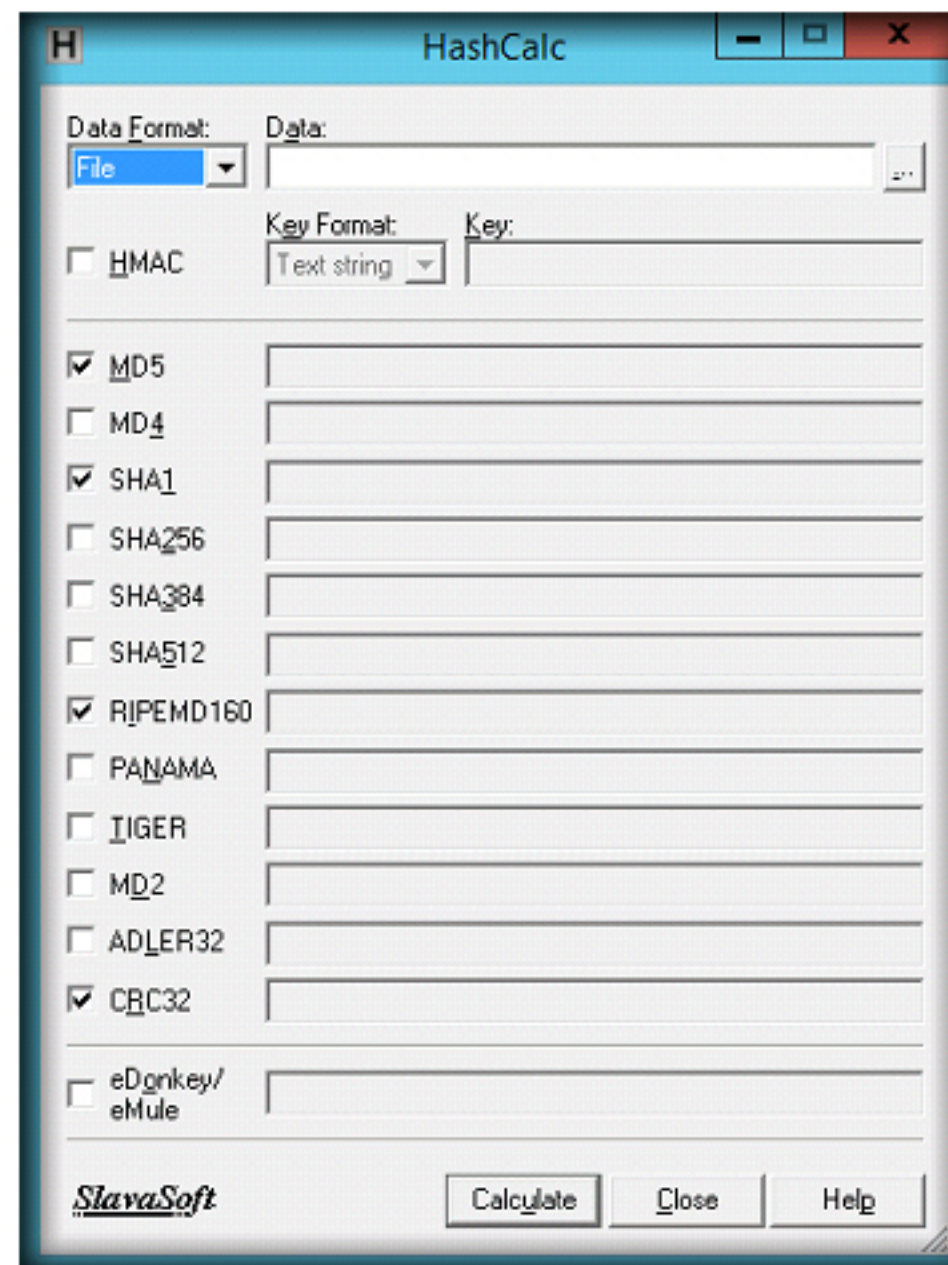 H HashCalc
Data Format: Data:
File ...
Key Format: Key:
HMAC Text string
MD5
MD4
SHA1
SHA256
SHA384
SHA512
RIPEMD160
PANAMA
TIGER
MD2
ADLER32
CRC32
eDonkey/
eMule
SlavaSoft Calculate Close Help